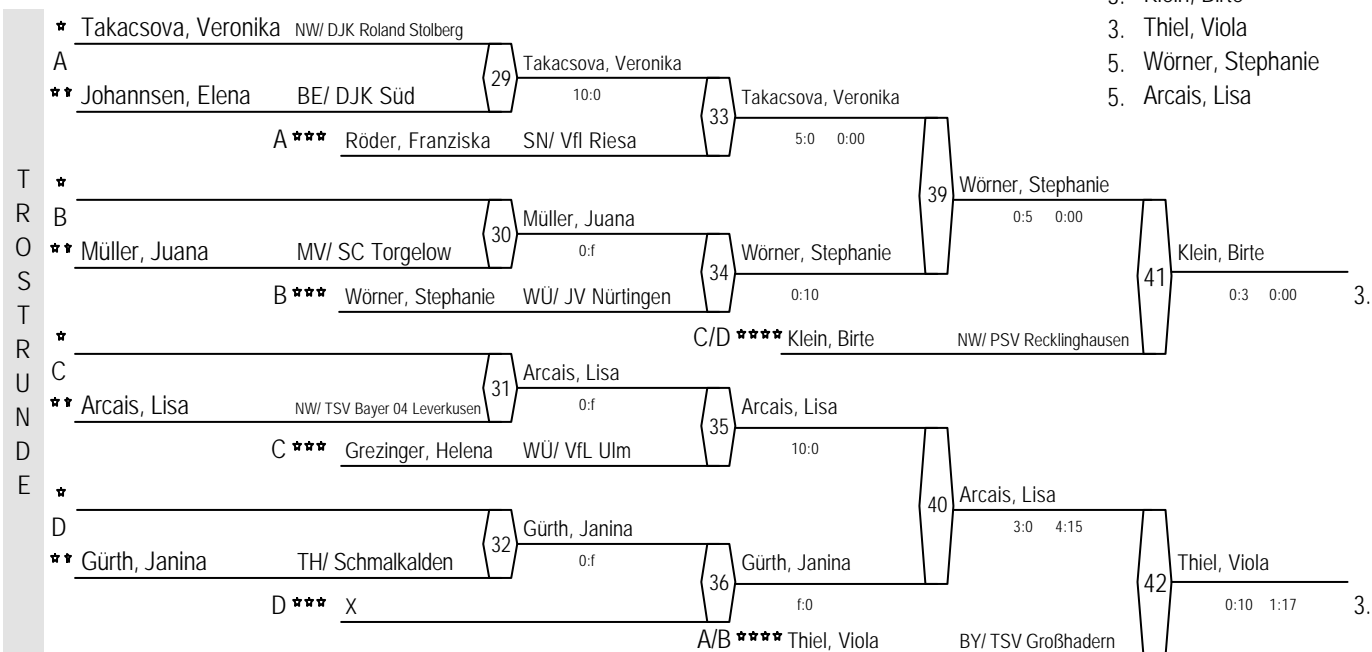 3. Klein, Birte
3. Thiel, Viola
5. Wörner, Stephanie
5. Arcais, Lisa
TROSTRUNDE
Takacsova, Veronika NW/ DJK Roland Stolberg
A
29
Takacsova, Veronika
10:0
Johannsen, Elena BE/ DJK Süd
33
Takacsova, Veronika
5:0 0:00
A Röder, Franziska SN/ Vfl Riesa
39
Wörner, Stephanie
0:5 0:00
B
30
Müller, Juana
0:f
Müller, Juana MV/ SC Torgelow
34
Wörner, Stephanie
0:10
B Wörner, Stephanie WÜ/ JV Nürtingen
41
Klein, Birte
0:3 0:00 3.
C/D Klein, Birte NW/ PSV Recklinghausen
C
31
Arcais, Lisa
0:f
Arcais, Lisa NW/ TSV Bayer 04 Leverkusen
35
Arcais, Lisa
10:0
C Grezinger, Helena WÜ/ VfL Ulm
40
Arcais, Lisa
3:0 4:15
D
32
Gürth, Janina
0:f
Gürth, Janina TH/ Schmalkalden
36
Gürth, Janina
f:0
D X
42
Thiel, Viola
0:10 1:17 3.
A/B Thiel, Viola BY/ TSV Großhadern